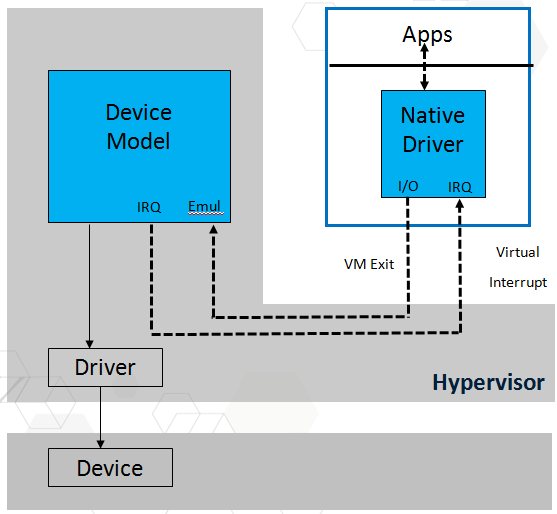 Apps
Device
Model
Native
Driver
I/O IRQ
IRQ Emul
VM Exit
Virtual
Interrupt
Driver
Hypervisor
Device